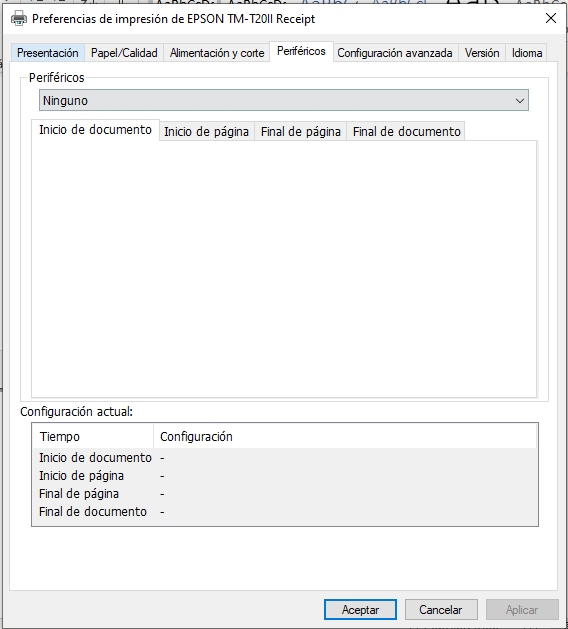 Preferencias de impresión de EPSON TM-T20II Receipt
Presentación Papel/Calidad Alimentación y corte Periféricos Configuración avanzada Versión Idioma
Periféricos
Ninguno
Inicio de documento Inicio de página Final de página Final de documento
Configuración actual:
Tiempo Configuración
Inicio de documento -
Inicio de página -
Final de página -
Final de documento -
Aceptar Cancelar Aplicar